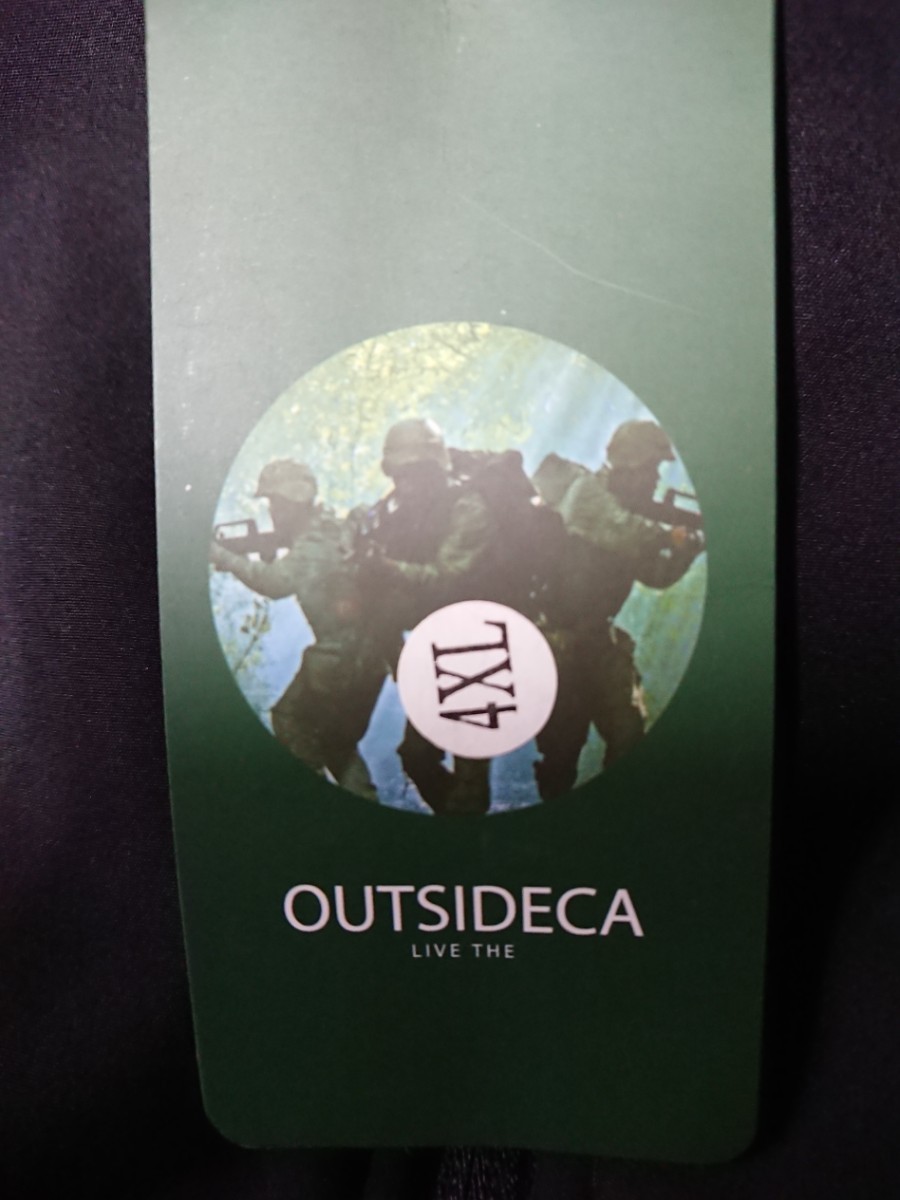 4XL
OUTSIDECA
LIVE THE